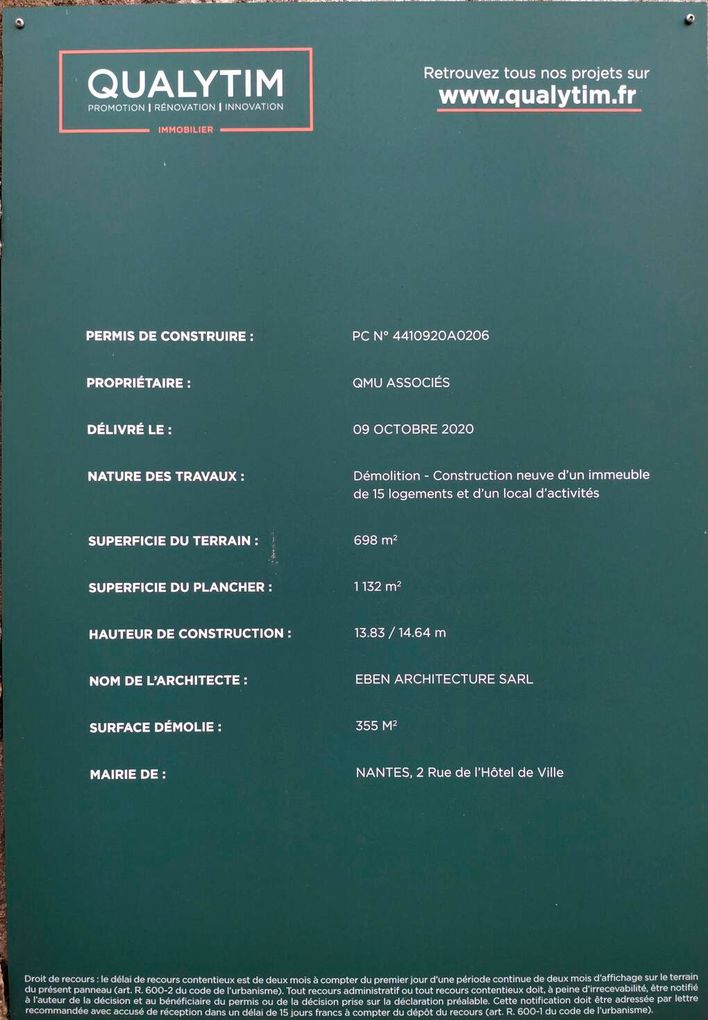 QUALYTIM
PROMOTION | RÉNOVATION | INNOVATION
IMMOBILIER
Retrouvez tous nos projets sur
www.qualytim.fr
PERMIS DE CONSTRUIRE : PC N° 4410920A0206
PROPRIÉTAIRE : QMU ASSOCIÉS
DÉLIVRÉ LE : 09 OCTOBRE 2020
NATURE DES TRAVAUX : Démolition - Construction neuve d'un immeuble
de 15 logements et d'un local d'activités
SUPERFICIE DU TERRAIN : 698 m²
SUPERFICIE DU PLANCHER : 1 132 m²
HAUTEUR DE CONSTRUCTION : 13.83 / 14.64 m
NOM DE L'ARCHITECTE : EBEN ARCHITECTURE SARL
SURFACE DÉMOLIE : 355 M²
MAIRIE DE : NANTES, 2 Rue de l'Hôtel de Ville
Droit de recours : le délai de recours contentieux est de deux mois à compter du premier jour d'une période continue de deux mois d'affichage sur le terrain
du présent panneau (art. R. 600-2 du code de l'urbanisme). Tout recours administratif ou tout recours contentieux doit, à peine d'irrecevabilité, être notifié
à l'auteur de la décision et au bénéficiaire du permis ou de la décision prise sur la déclaration préalable. Cette notification doit être adressée par lettre
recommandée avec accusé de réception dans un délai de 15 jours francs à compter du dépôt du recours (art. R. 600-1 du code de l'urbanisme).